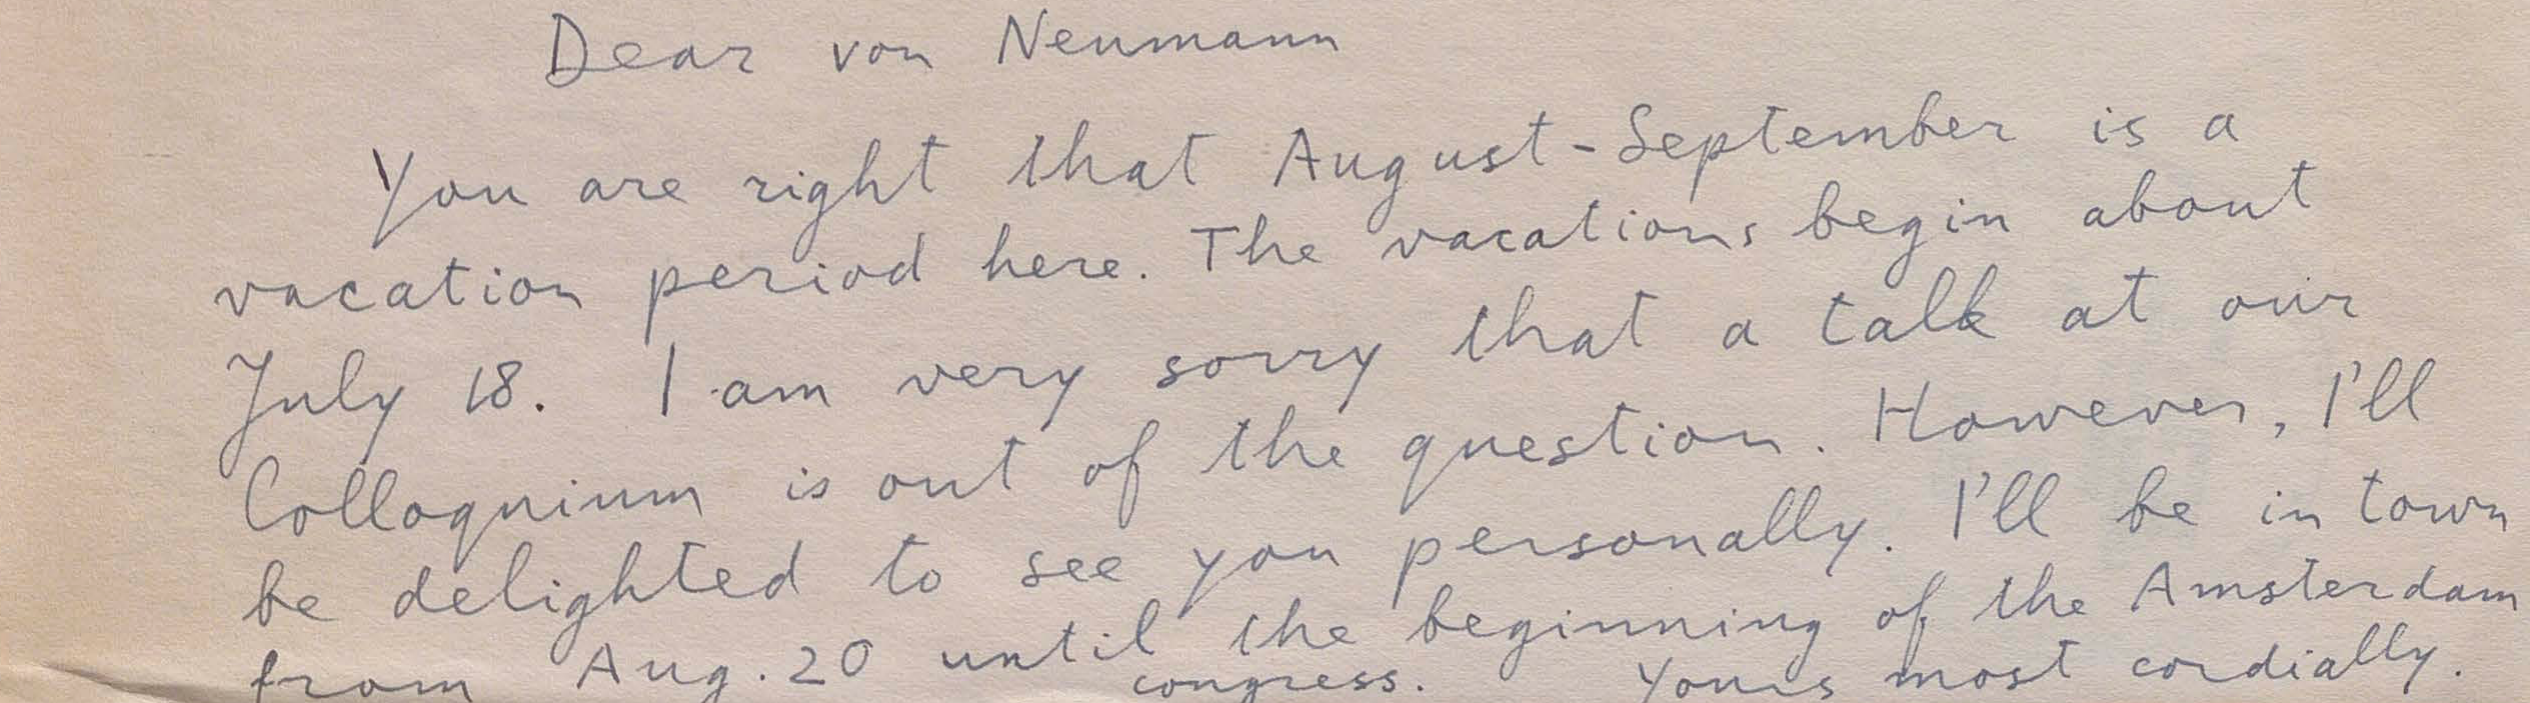 Dear von Neumann
You are right that August-September is a
vacation period here. The vacations begin about
July 18. I am very sorry that a talk at our
Colloquium is out of the question. However, I'll
be delighted to see you personally. I'll be in town
from Aug. 20 until the beginning of the Amsterdam
congress. Yours most cordially.